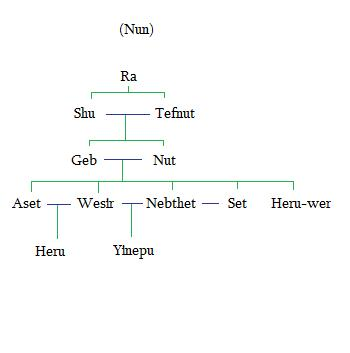 (Nun)
Ra
Shu Tefnut
Geb Nut
Aset Wesir Nebthet Set Heru-wer
Heru Yinepu